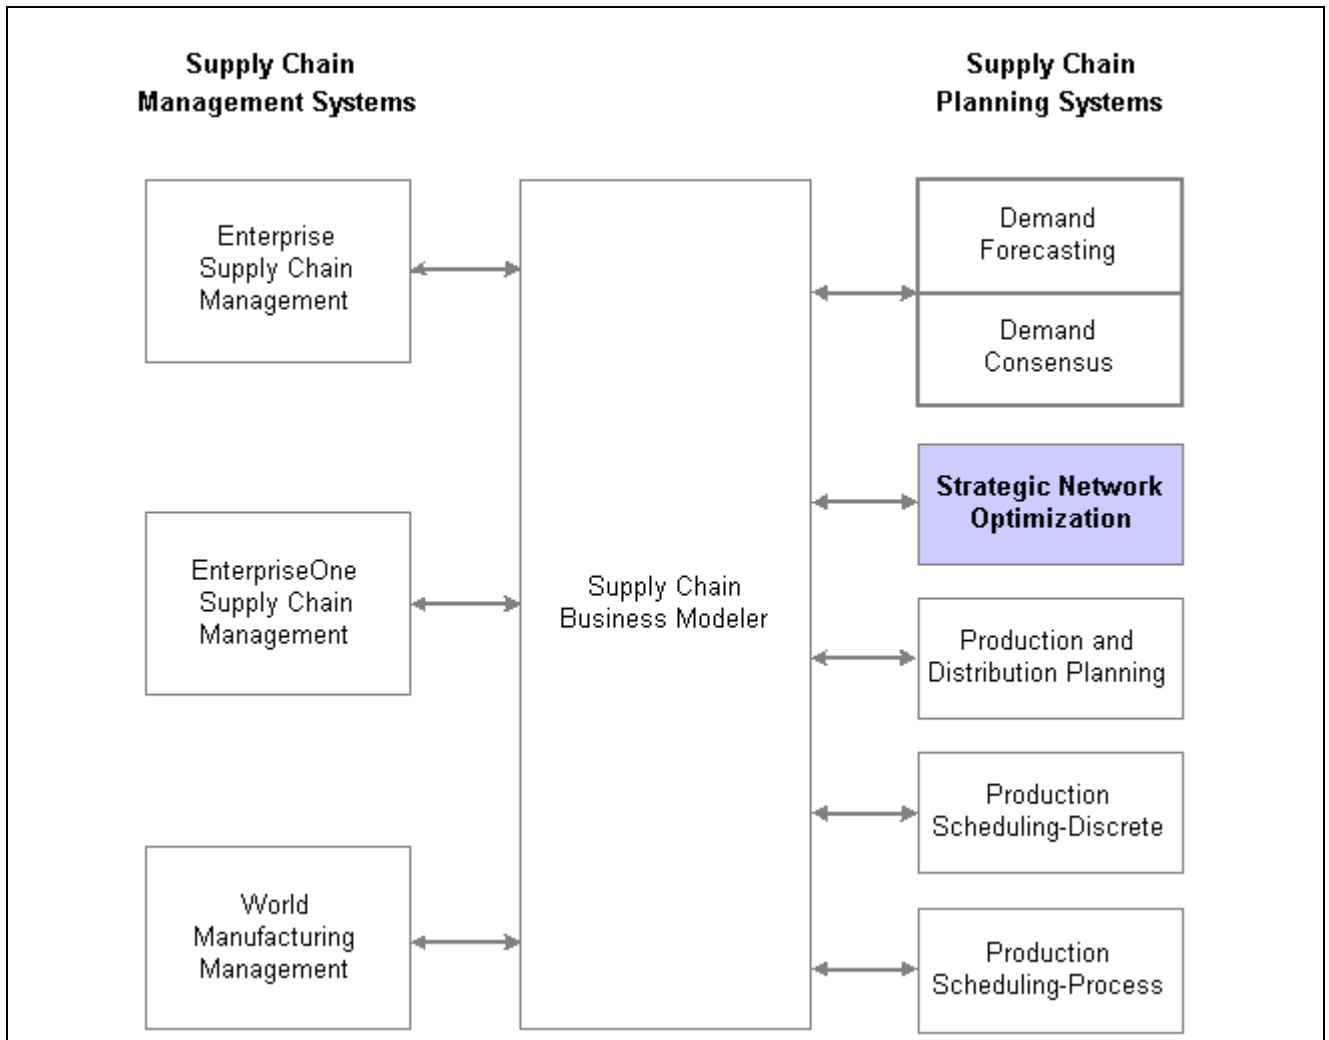 Supply Chain
Management Systems
Supply Chain
Planning Systems
Enterprise
Supply Chain
Management
EnterpriseOne
Supply Chain
Management
World
Manufacturing
Management
Supply Chain
Business Modeler
Demand
Forecasting
Demand
Consensus
Strategic Network
Optimization
Production and
Distribution Planning
Production
Scheduling-Discrete
Production
Scheduling-Process